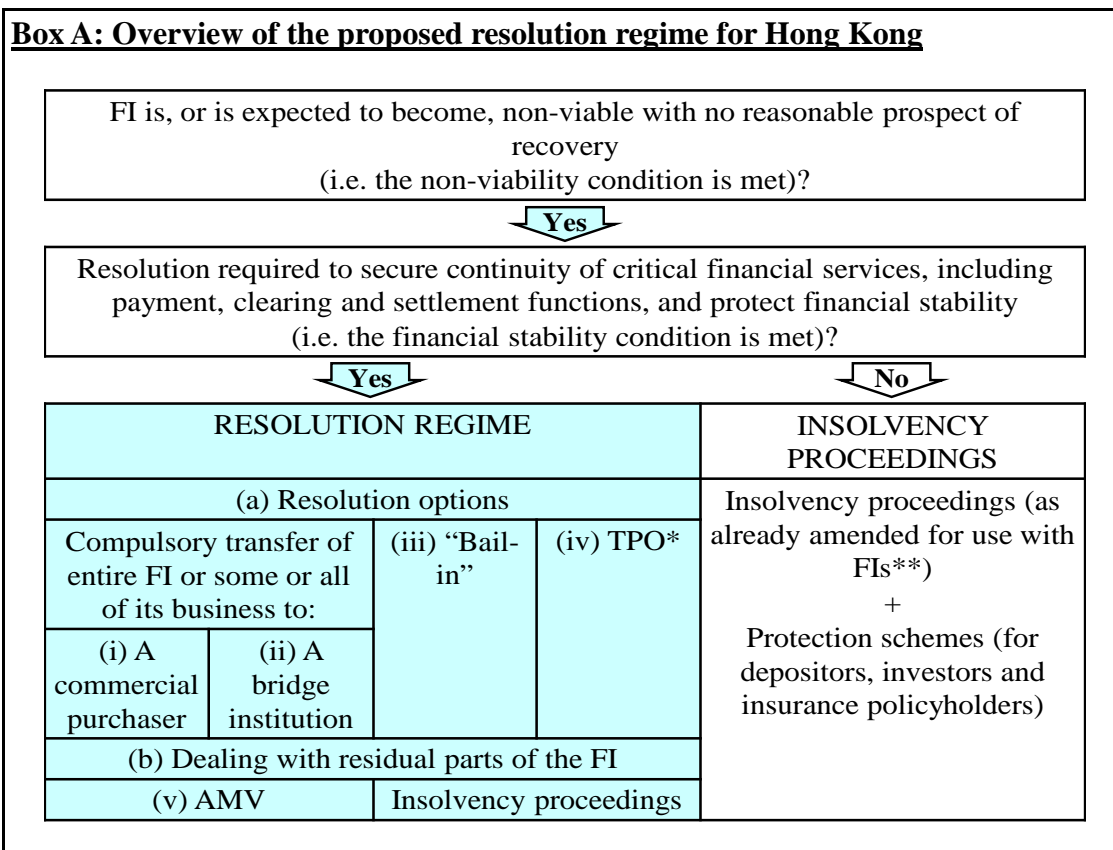 Box A: Overview of the proposed resolution regime for Hong Kong
FI is, or is expected to become, non-viable with no reasonable prospect of
recovery
(i.e. the non-viability condition is met)?
Yes
Resolution required to secure continuity of critical financial services, including
payment, clearing and settlement functions, and protect financial stability
(i.e. the financial stability condition is met)?
Yes
No
RESOLUTION REGIME
(a) Resolution options
Compulsory transfer of
entire FI or some or all
of its business to:
(i) A
commercial
purchaser
(ii) A
bridge
institution
(iii) “Bail-
in”
(iv) TPO*
(b) Dealing with residual parts of the FI
(v) AMV
Insolvency proceedings
INSOLVENCY
PROCEEDINGS
Insolvency proceedings (as
already amended for use with
FIs**)
+
Protection schemes (for
depositors, investors and
insurance policyholders)